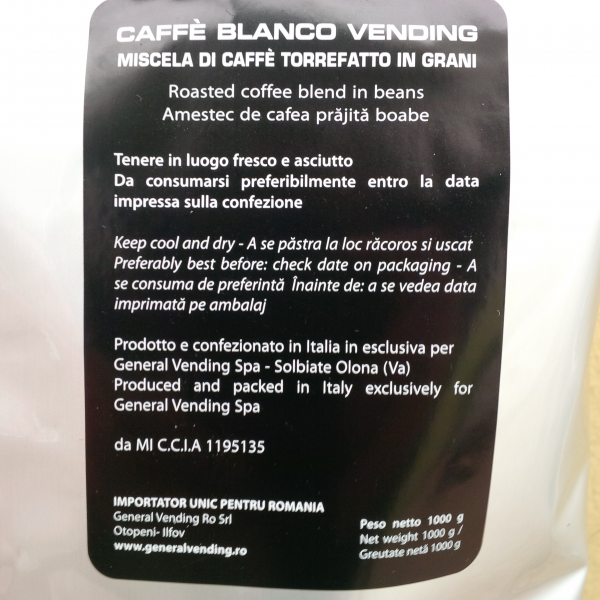 CAFFÈ BLANCO VENDING
MISCELA DI CAFFÈ TORREFATTO IN GRANI
Roasted coffee blend in beans
Amestec de cafea prăjită boabe
Tenere in luogo fresco e asciutto
Da consumarsi preferibilmente entro la data
impressa sulla confezione
Keep cool and dry - A se păstra la loc răcoros si uscat
Preferably best before: check date on packaging - A
se consuma de preferintă Înainte de: a se vedea data
imprimată pe ambalaj
Prodotto e confezionato in Italia in esclusiva per
General Vending Spa - Solbiate Olona (Va)
Produced and packed in Italy exclusively for
General Vending Spa
da MI C.C.I.A 1195135
IMPORTATOR UNIC PENTRU ROMANIA
General Vending Ro Srl
Otopeni- Ilfov
www.generalvending.ro
Peso netto 1000 g
Net weight 1000 g /
Greutate netă 1000 g